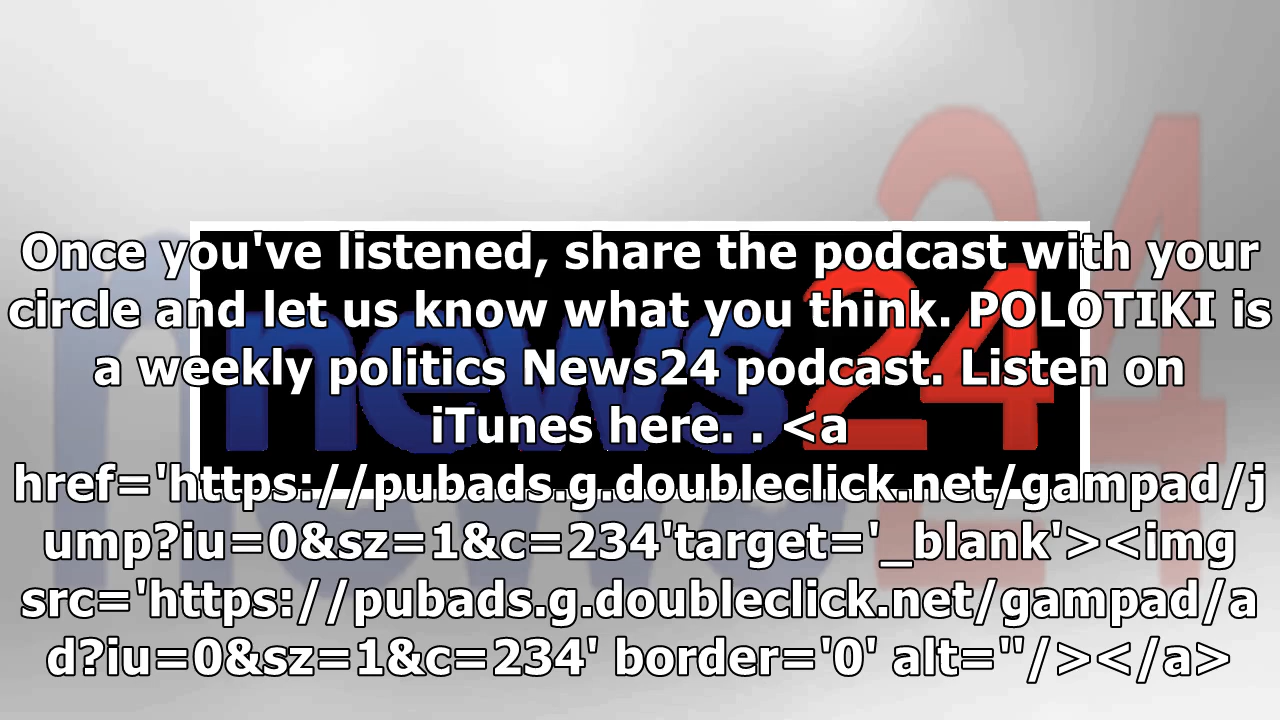 Once you've listened, share the podcast with your
circle and let us know what you think. POLOTIKI is
a weekly politics News24 podcast. Listen on
iTunes here. . <a
href='https://pubads.g.doubleclick.net/gampad/j
ump?iu=0&sz=1&c=234'target='_blank'><img
src='https://pubads.g.doubleclick.net/gampad/a
d?iu=0&sz=1&c=234' border='0' alt=''/></a>
news24
news24